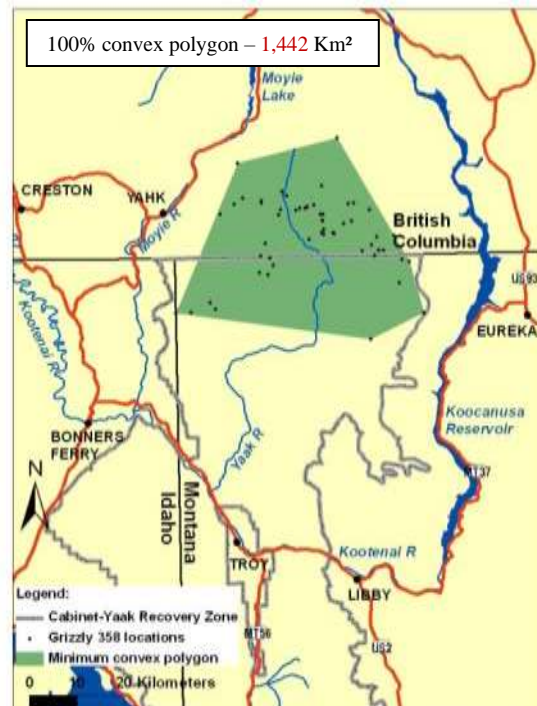 100% convex polygon – 1,442 Km²
Moyie
Lake
CRESTON
YAHK
Moyie R
British
Columbia
US93
EUREKA
Kootenai R
Koocanusa
Reservoir
BONNERS
FERRY
Yaak R
N
MT37
Montana
Idaho
Kootenai R
TROY
LIBBY
Legend:
Cabinet-Yaak Recovery Zone
Grizzly 358 locations
MT56
Minimum convex polygon
US2
0 10 20 Kilometers